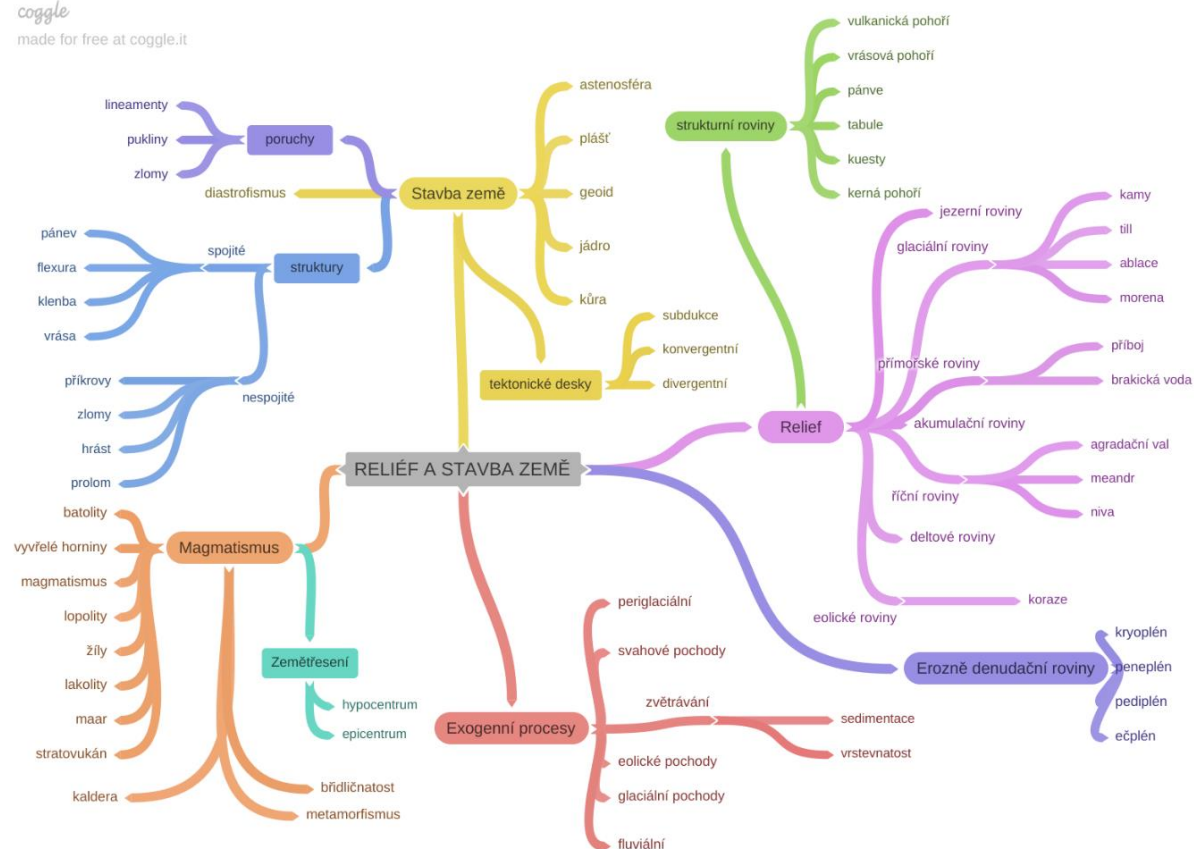 coggle
made for free at coggle.it
lineamenty
pukliny
zlomy
poruchy
diastrofismus
Stavba země
astenosféra
plášť
geoid
jádro
kůra
pánev
flexura
klenba
vrása
spojité
struktury
příkrovy
zlomy
hrást
prolom
nespojité
tektonické desky
subdukce
konvergentní
divergentní
strukturní roviny
vulkanická pohoří
vrásová pohoří
pánve
tabule
kuesty
kerná pohoří
Relief
jezerní roviny
glaciální roviny
kamy
till
ablace
morena
přímořské roviny
příboj
brakická voda
akumulační roviny
říční roviny
agradační val
meandr
niva
deltové roviny
eolické roviny
koraze
RELIÉF A STAVBA ZEMĚ
Magmatismus
batolity
vyvřelé horniny
magmatismus
lopolity
žíly
lakolity
maar
stratovukán
kaldera
břidličnatost
metamorfismus
Zemětřesení
hypocentrum
epicentrum
Exogenní procesy
periglaciální
svahové pochody
zvětrávání
sedimentace
vrstevnatost
eolické pochody
glaciální pochody
fluviální
Erozně denudační roviny
kryoplén
peneplén
pediplén
ečplén